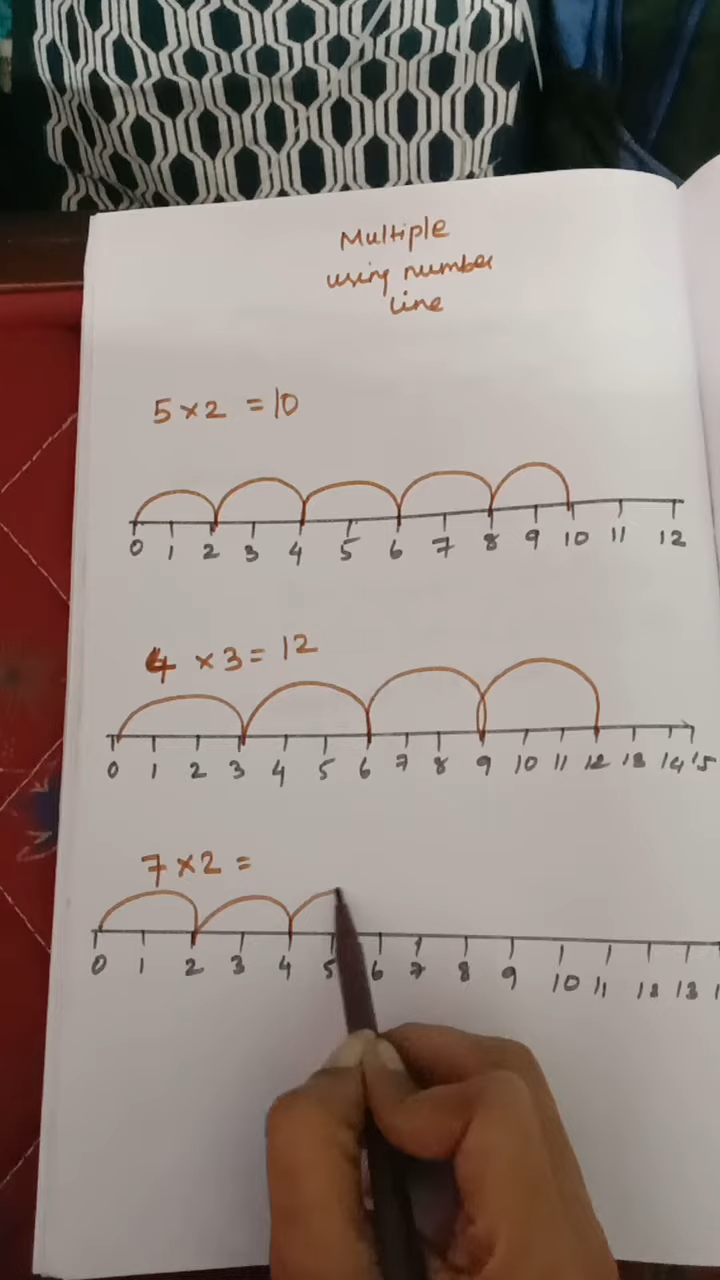 Multiple
using number
line
5 × 2 = 10
0 1 2 3 4 5 6 7 8 9 10 11 12
4 × 3 = 12
0 1 2 3 4 5 6 7 8 9 10 11 12 13 14 15
7 × 2 =
0 1 2 3 4 5 6 7 8 9 10 11 12 13